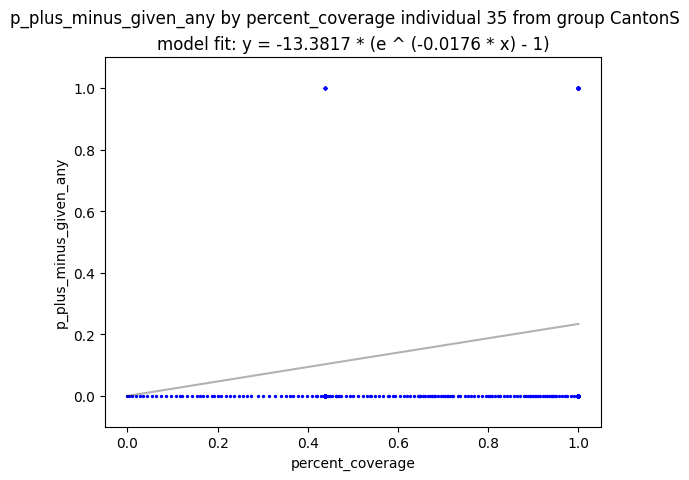 p_plus_minus_given_any by percent_coverage individual 35 from group CantonS
model fit: y = -13.3817 * (e ^ (-0.0176 * x) - 1)
1.0
0.8
0.6
0.4
0.2
0.0
p_plus_minus_given_any
0.0 0.2 0.4 0.6 0.8 1.0
percent_coverage